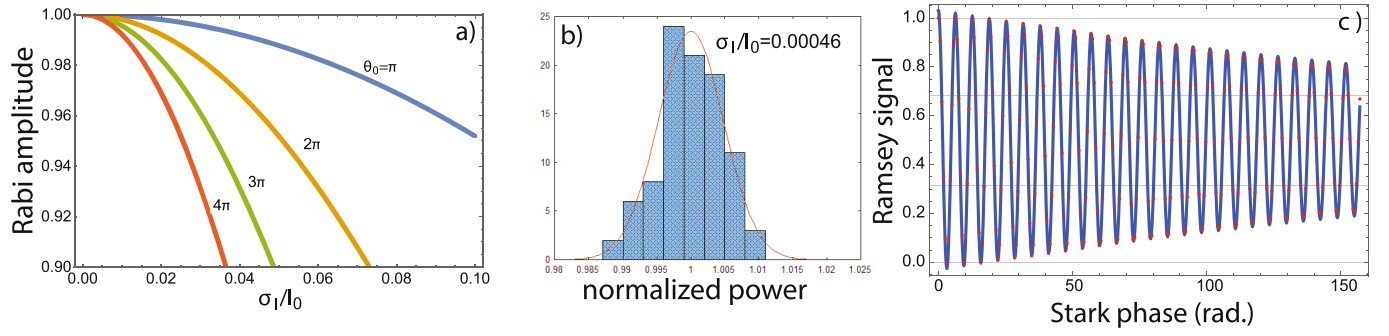 a)
Rabi amplitude
1.00
0.98
0.96
0.94
0.92
0.90
θ₀=π
2π
3π
4π
0.00 0.02 0.04 0.06 0.08 0.10
σ_I/I₀
b)
σ_I/I₀=0.00046
25
20
15
10
5
0
0.98 0.985 0.99 0.995 1 1.005 1.01 1.015 1.02 1.025
normalized power
c )
Ramsey signal
1.0
0.8
0.6
0.4
0.2
0.0
0 50 100 150
Stark phase (rad.)